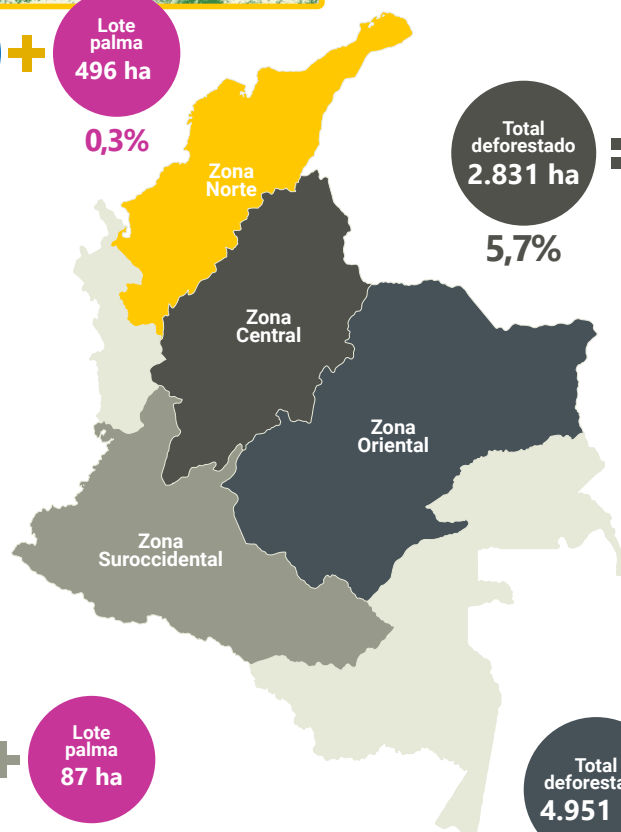 Lote
palma
496 ha
0,3%
Total
deforestado
2.831 ha
5,7%
Zona
Norte
Zona
Central
Zona
Oriental
Zona
Suroccidental
Lote
palma
87 ha
Total
4.951